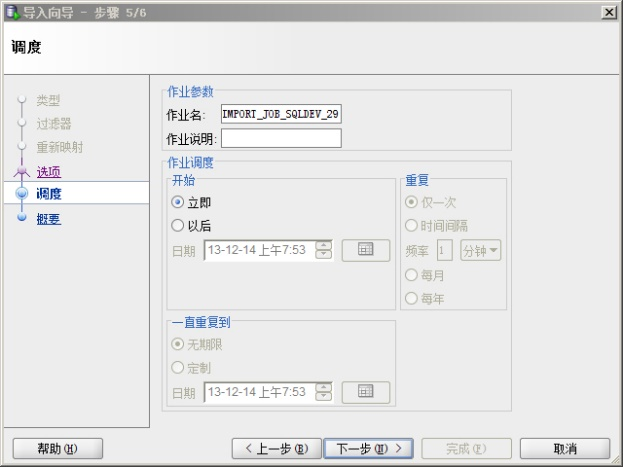 导入向导 - 步骤 5/6
调度
类型
过滤器
重新映射
选项
调度
概要
作业参数
作业名: IMPORT_JOB_SQLDEV_29
作业说明:
作业调度
开始
立即
以后
日期 13-12-14 上午7:53
重复
仅一次
时间间隔
频率 1 分钟
每月
每年
一直重复到
无期限
定制
日期 13-12-14 上午7:53
帮助(H)
< 上一步(B)
下一步(N) >
完成(F)
取消